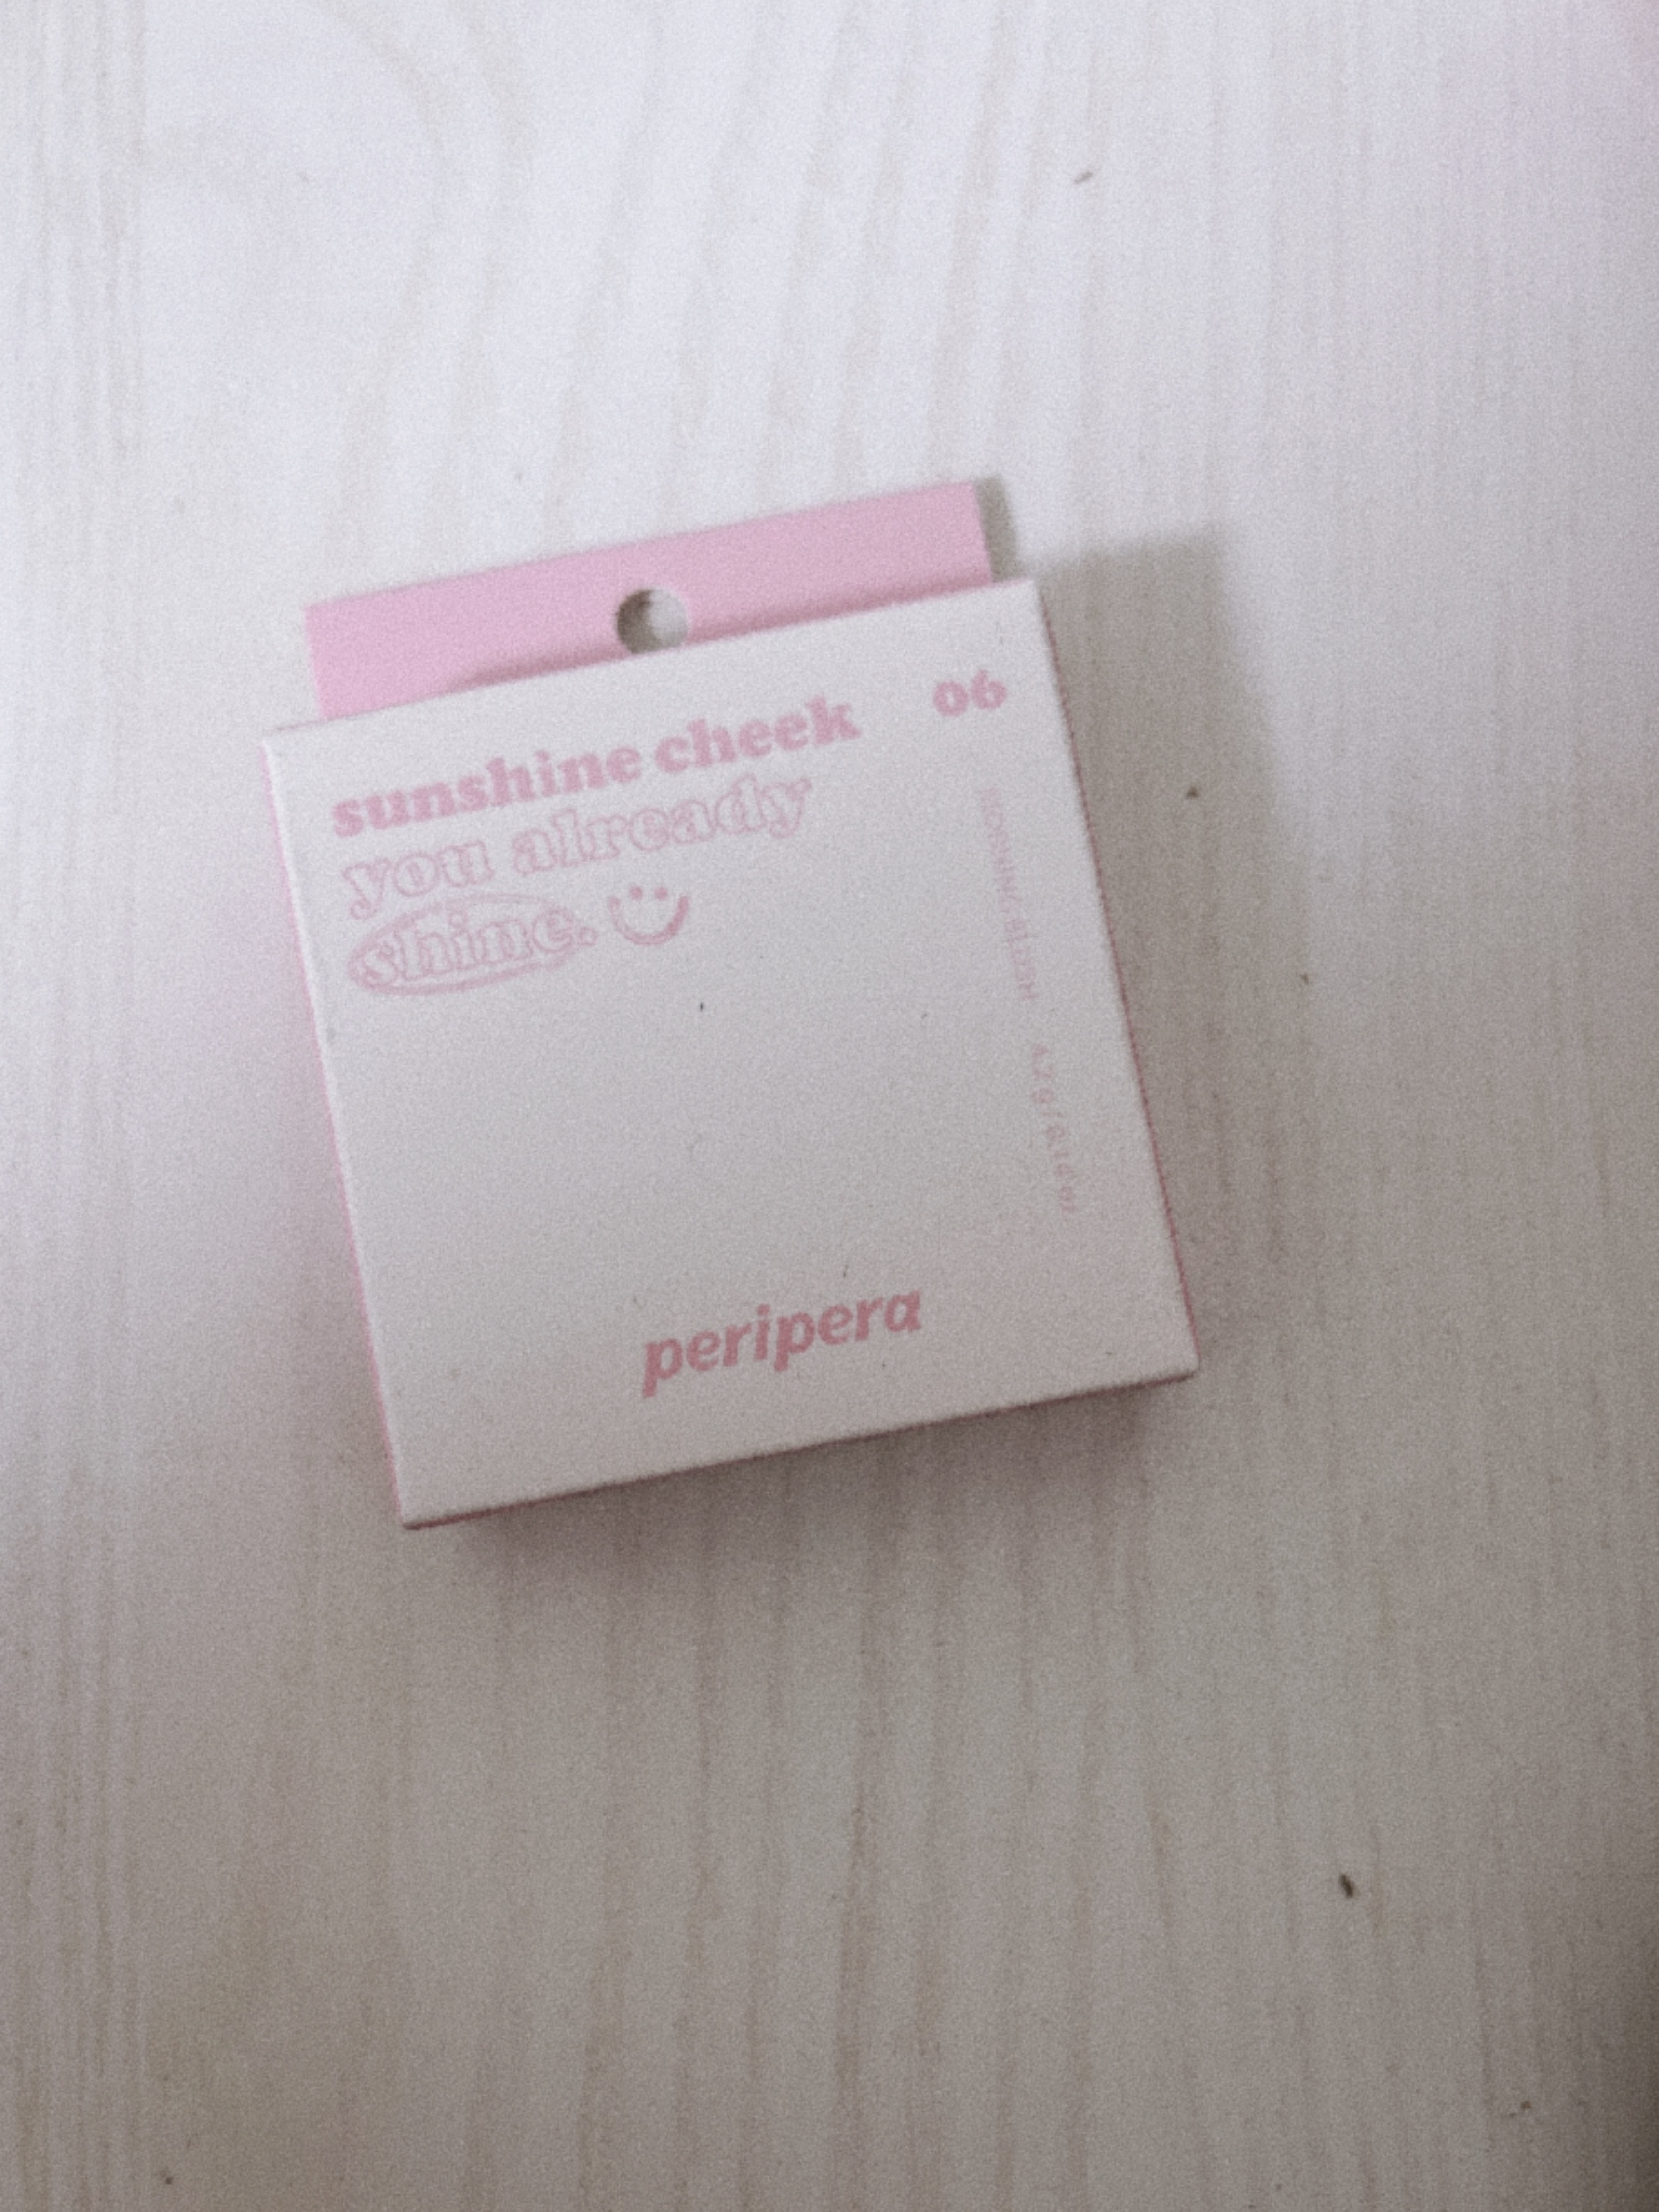 sunshine cheek
you already
shine.
06
peripera